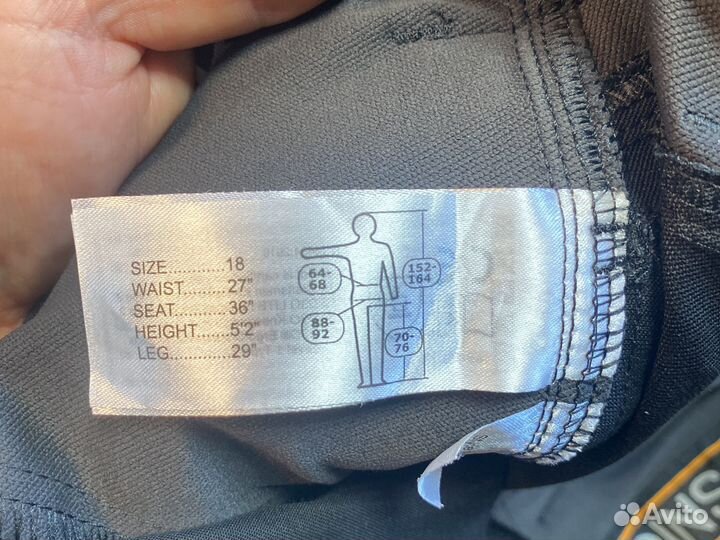 SIZE............18
WAIST...........27"
SEAT............36"
HEIGHT.........5'2"
LEG.............29"
64-
68
152-
164
88-
92
70-
76
Avito